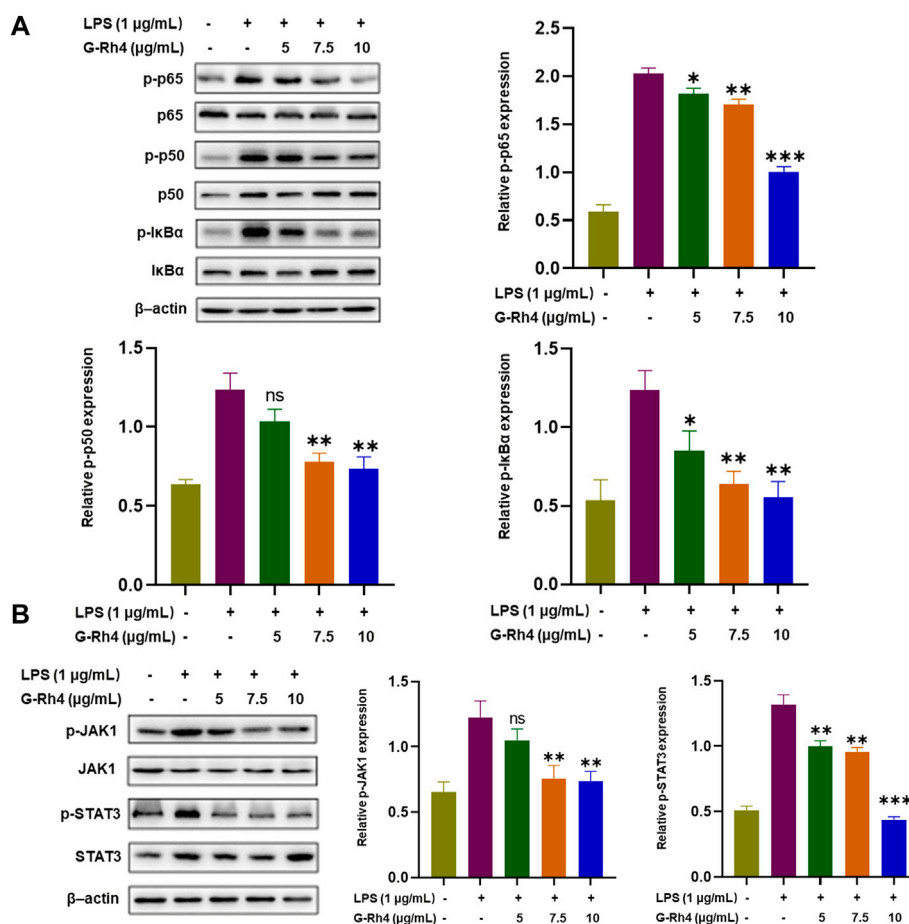 A
LPS (1 µg/mL) - + + + +
G-Rh4 (µg/mL) - - 5 7.5 10
p-p65
p65
p-p50
p50
p-IκBα
IκBα
β–actin
Relative p-p65 expression
2.5
2.0
1.5
1.0
0.5
0.0
* ** ***
LPS (1 µg/mL) - + + + +
G-Rh4 (µg/mL) - - 5 7.5 10
Relative p-p50 expression
1.5
1.0
0.5
0.0
ns ** **
LPS (1 µg/mL) - + + + +
G-Rh4 (µg/mL) - - 5 7.5 10
Relative p-IκBα expression
1.5
1.0
0.5
0.0
* ** **
LPS (1 µg/mL) - + + + +
G-Rh4 (µg/mL) - - 5 7.5 10
B
LPS (1 µg/mL) - + + + +
G-Rh4 (µg/mL) - - 5 7.5 10
p-JAK1
JAK1
p-STAT3
STAT3
β–actin
Relative p-JAK1 expression
1.5
1.0
0.5
0.0
ns ** **
LPS (1 µg/mL) - + + + +
G-Rh4 (µg/mL) - - 5 7.5 10
Relative p-STAT3 expression
1.5
1.0
0.5
0.0
** ** ***
LPS (1 µg/mL) - + + + +
G-Rh4 (µg/mL) - - 5 7.5 10